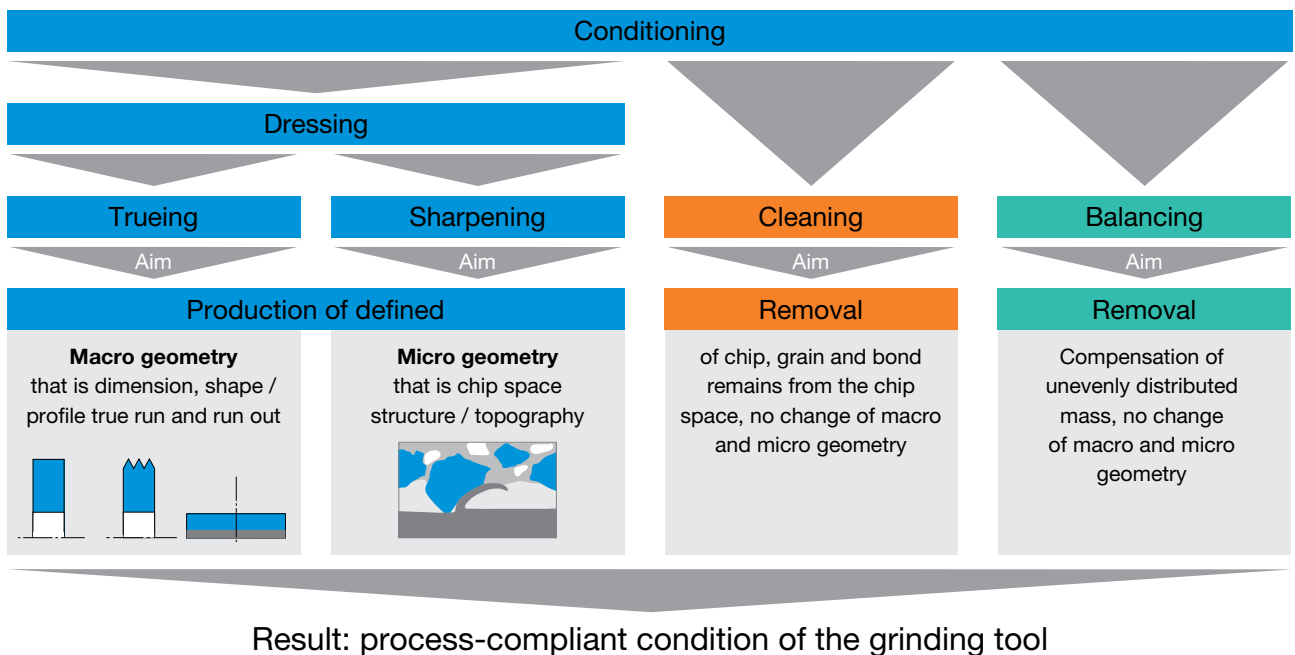 Conditioning
Dressing
Trueing
Sharpening
Cleaning
Balancing
Aim
Aim
Aim
Aim
Production of defined
Removal
Removal
Macro geometry
that is dimension, shape /
profile true run and run out
Micro geometry
that is chip space
structure / topography
of chip, grain and bond
remains from the chip
space, no change of macro
and micro geometry
Compensation of
unevenly distributed
mass, no change
of macro and micro
geometry
Result: process-compliant condition of the grinding tool